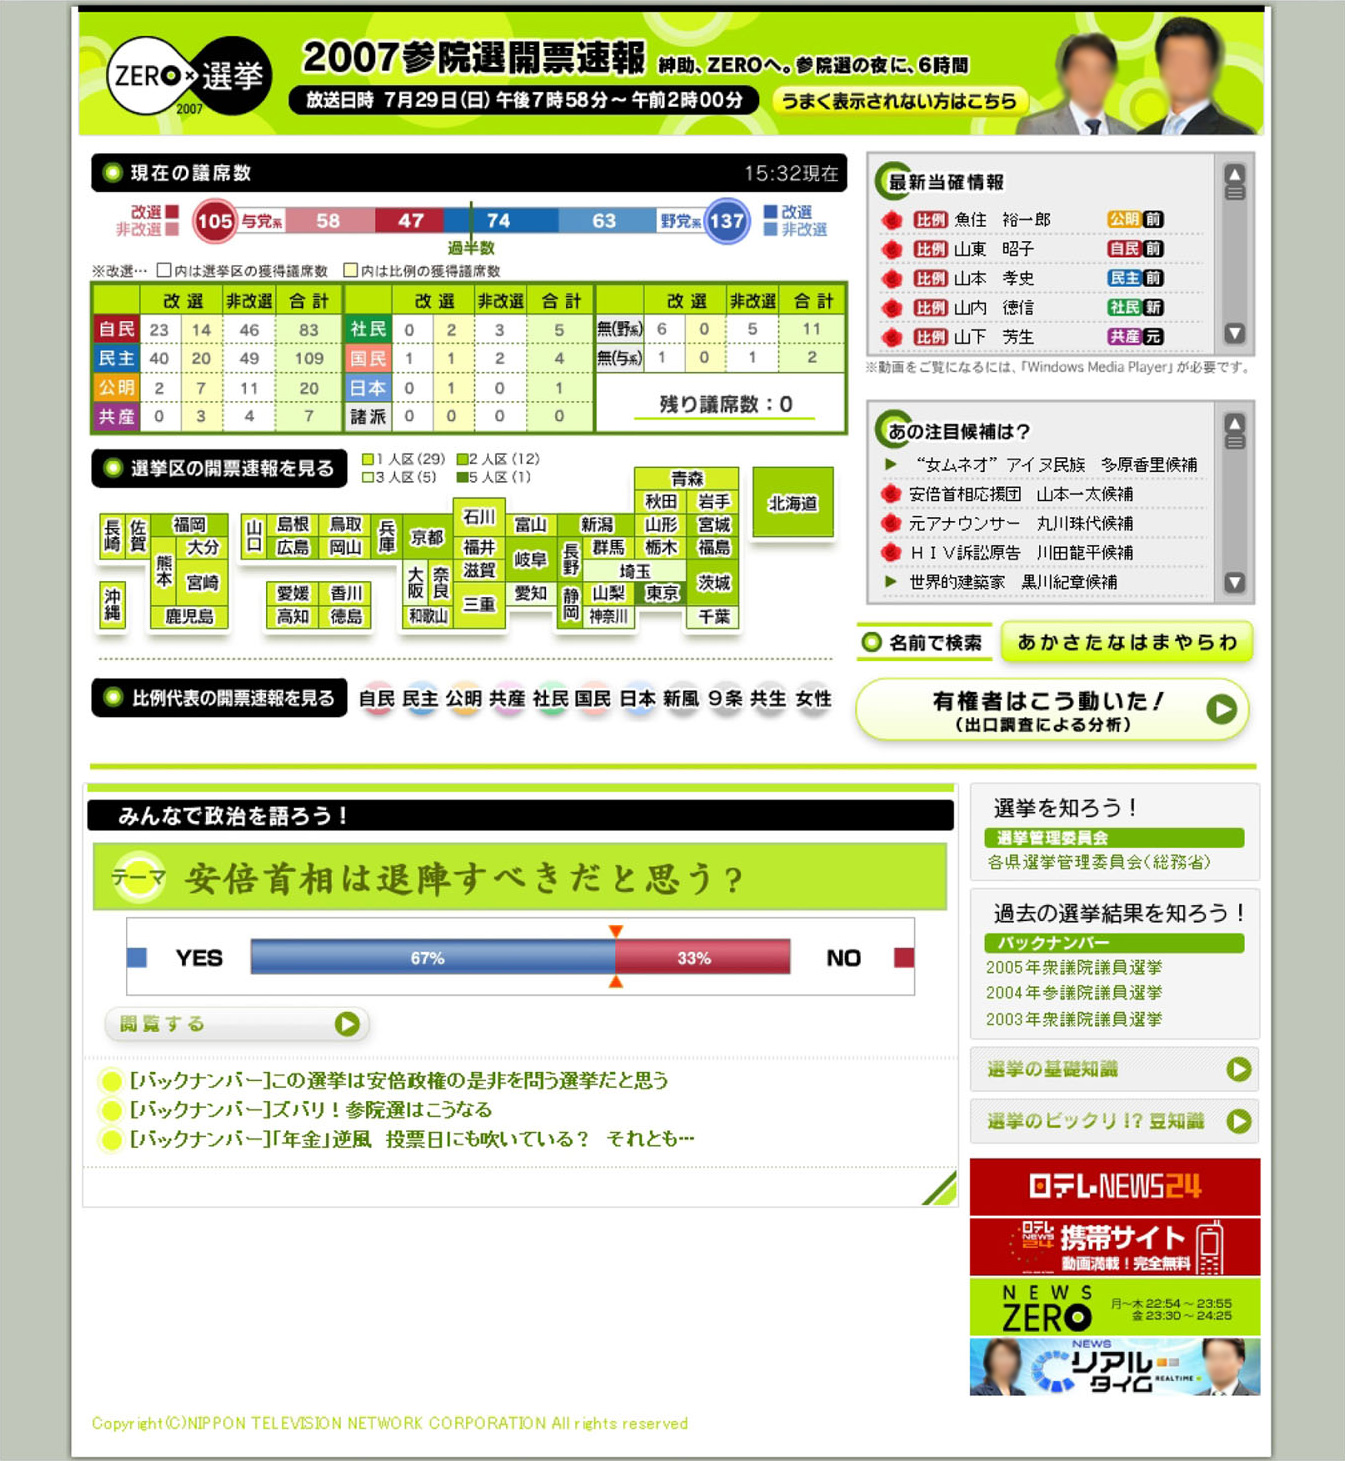 ZERO×選挙
2007
2007参院選開票速報 紳助、ZEROへ。参院選の夜に、6時間
放送日時 7月29日(日)午後7時58分～午前2時00分
うまく表示されない方はこちら
現在の議席数 15:32現在
改選 非改選 105 与党系 58 47 74 63 野党系 137 改選 非改選
過半数
※改選… □内は選挙区の獲得議席数 □内は比例の獲得議席数
改選 非改選 合計 改選 非改選 合計 改選 非改選 合計
自民 23 14 46 83 社民 0 2 3 5 無(野系) 6 0 5 11
民主 40 20 49 109 国民 1 1 2 4 無(与系) 1 0 1 2
公明 2 7 11 20 日本 0 1 0 1
共産 0 3 4 7 諸派 0 0 0 0
残り議席数：0
最新当確情報
比例 魚住 裕一郎 公明 前
比例 山東 昭子 自民 前
比例 山本 孝史 民主 前
比例 山内 徳信 社民 新
比例 山下 芳生 共産 元
※動画をご覧になるには、「Windows Media Player」が必要です。
あの注目候補は？
“女ムネオ”アイヌ民族 多原香里候補
安倍首相応援団 山本一太候補
元アナウンサー 丸川珠代候補
ＨＩＶ訴訟原告 川田龍平候補
世界的建築家 黒川紀章候補
選挙区の開票速報を見る
1人区(29) 2人区(12)
3人区(5) 5人区(1)
北海道
青森
秋田 岩手
石川 富山 新潟 山形 宮城
長崎 佐賀 福岡 山口 島根 鳥取 兵庫 京都
大分 広島 岡山 福井 岐阜 長野 群馬 栃木 福島
熊本 宮崎 大阪 奈良 滋賀 埼玉 茨城
沖縄 愛媛 香川 三重 愛知 静岡 山梨 東京
鹿児島 高知 徳島 和歌山 神奈川 千葉
名前で検索 あかさたなはまやらわ
比例代表の開票速報を見る 自民 民主 公明 共産 社民 国民 日本 新風 9条 共生 女性
有権者はこう動いた！
(出口調査による分析)
みんなで政治を語ろう！
テーマ 安倍首相は退陣すべきだと思う？
YES 67% 33% NO
閲覧する
[バックナンバー]この選挙は安倍政権の是非を問う選挙だと思う
[バックナンバー]ズバリ！参院選はこうなる
[バックナンバー]「年金」逆風 投票日にも吹いている？ それとも…
選挙を知ろう！
選挙管理委員会
各県選挙管理委員会(総務省)
過去の選挙結果を知ろう！
バックナンバー
2005年衆議院議員選挙
2004年参議院議員選挙
2003年衆議院議員選挙
選挙の基礎知識
選挙のビックリ!?豆知識
日テレNEWS24
日テレNEWS24 携帯サイト
動画満載！完全無料
NEWS ZERO 月～木 22:54～23:55
金 23:30～24:25
NEWS リアルタイム REALTIME
Copyright(C)NIPPON TELEVISION NETWORK CORPORATION All rights reserved